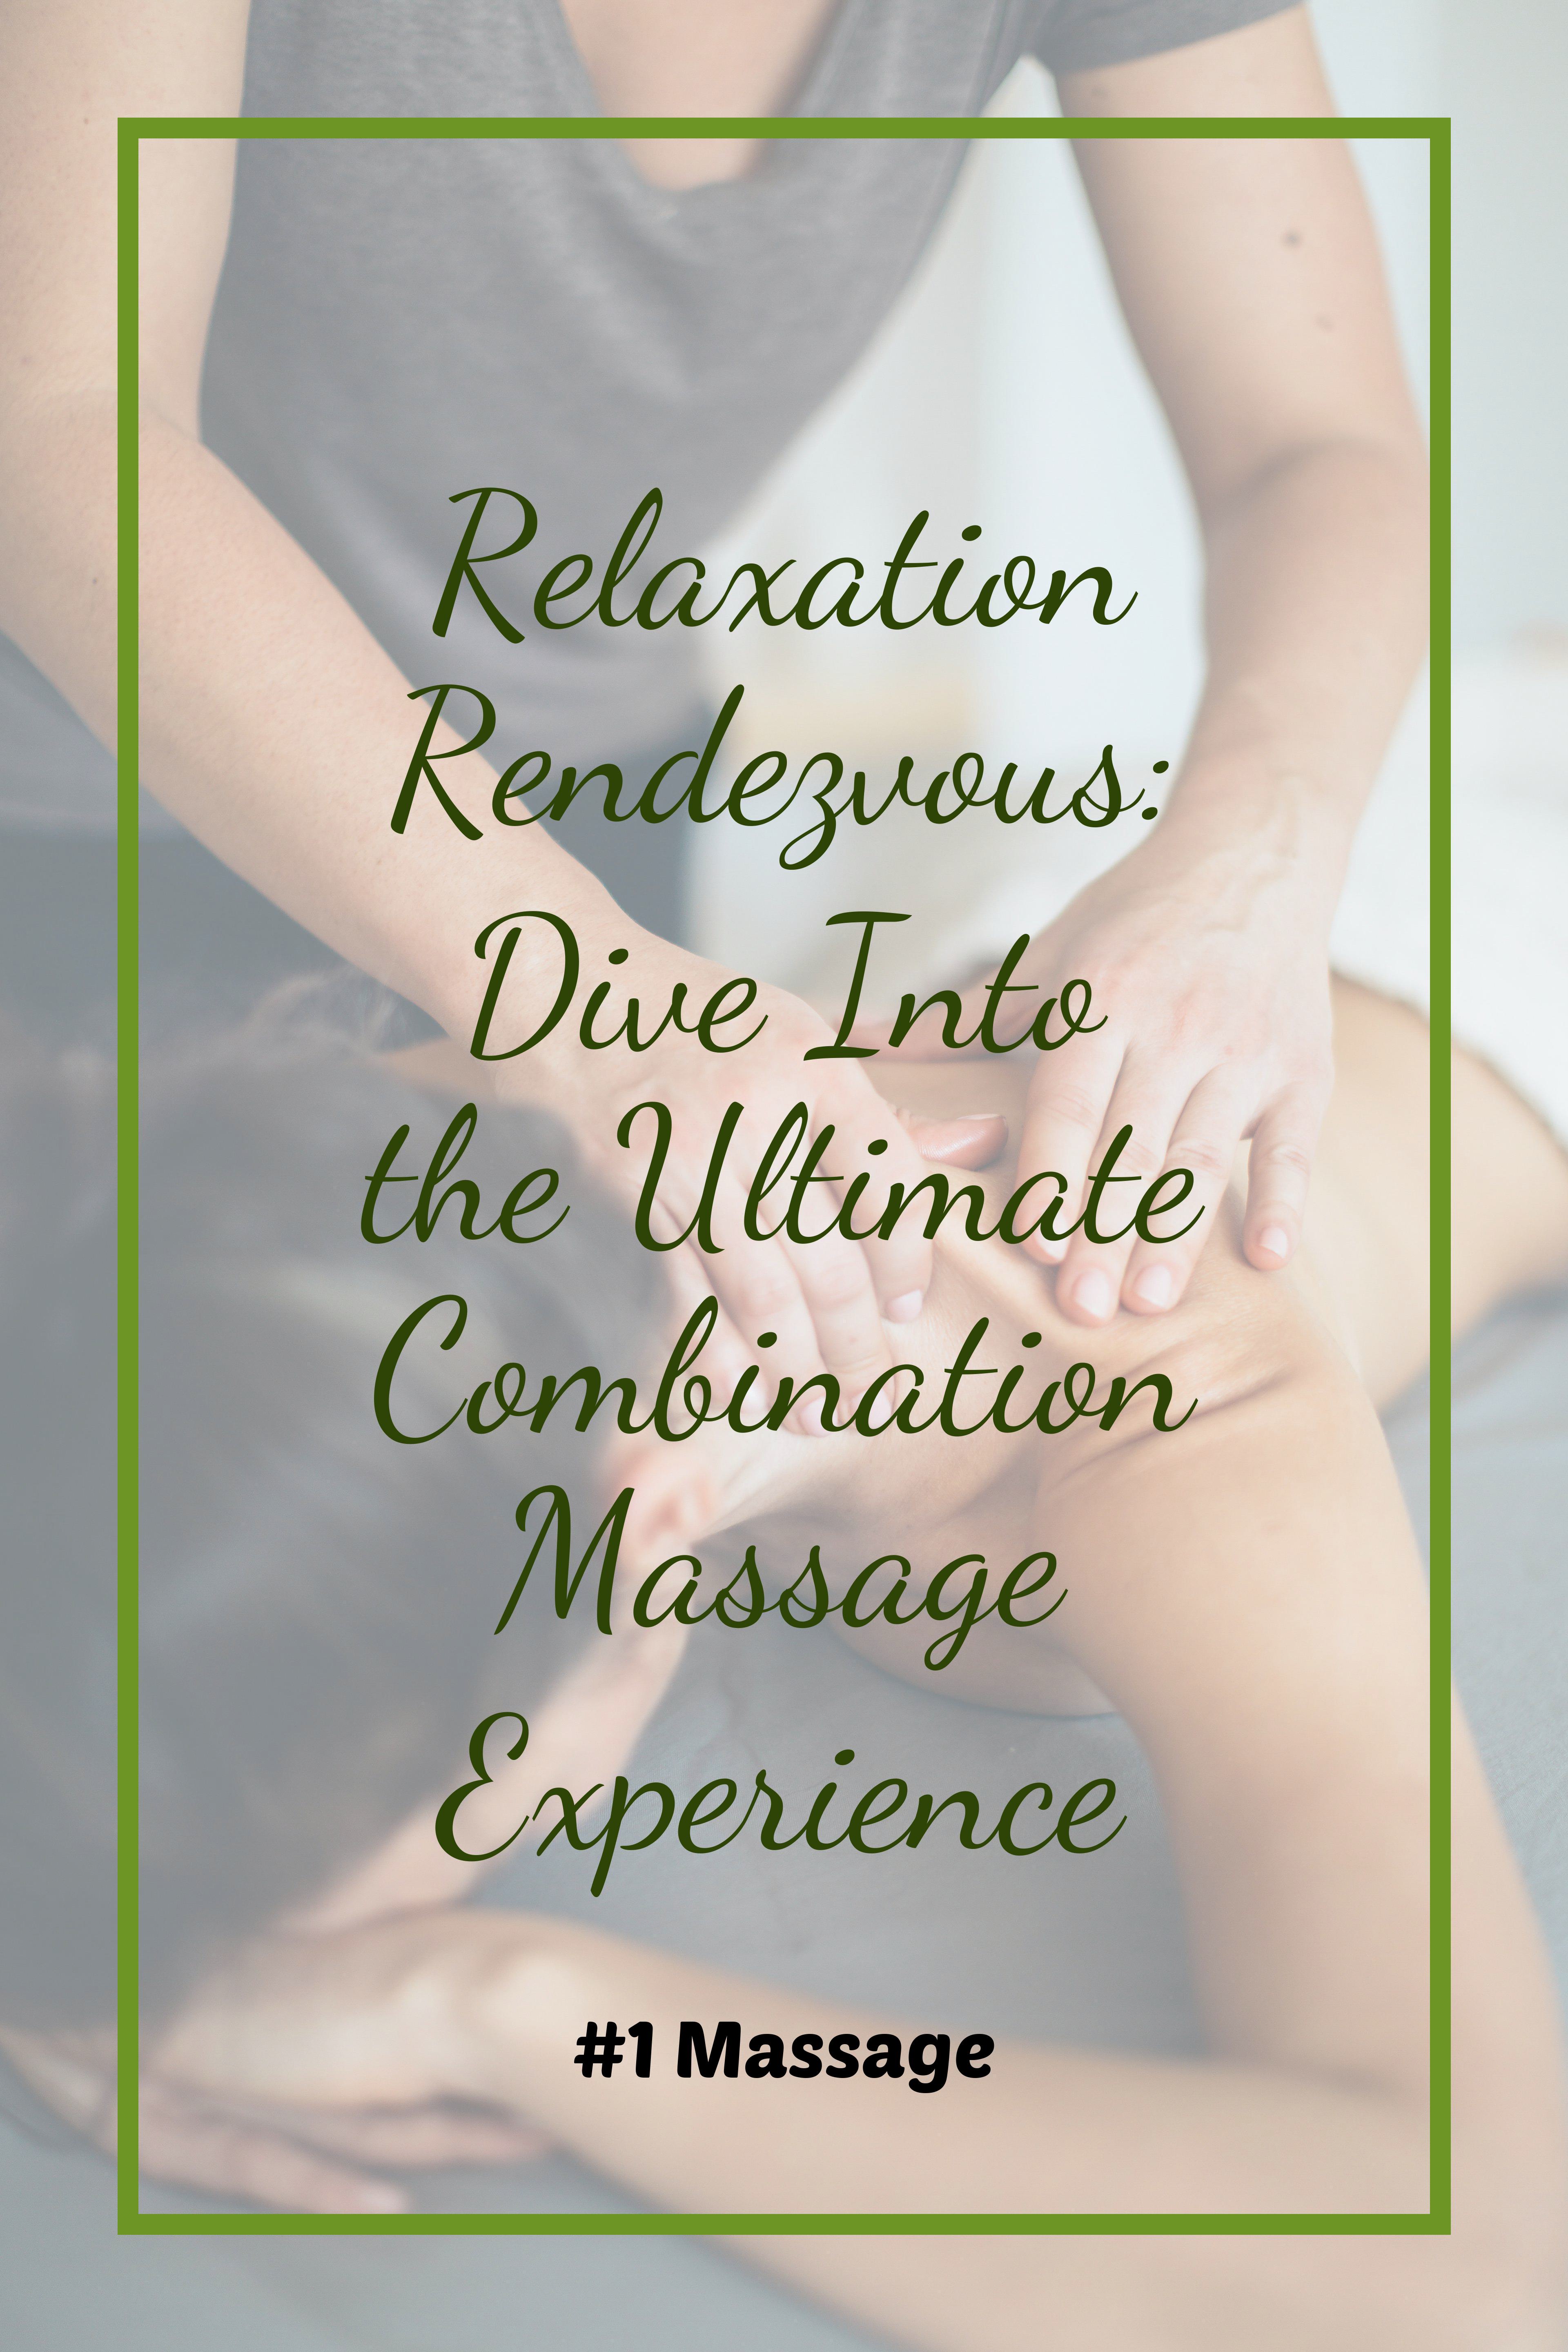 Relaxation
Rendezvous:
Dive Into
the Ultimate
Combination
Massage
Experience
#1 Massage